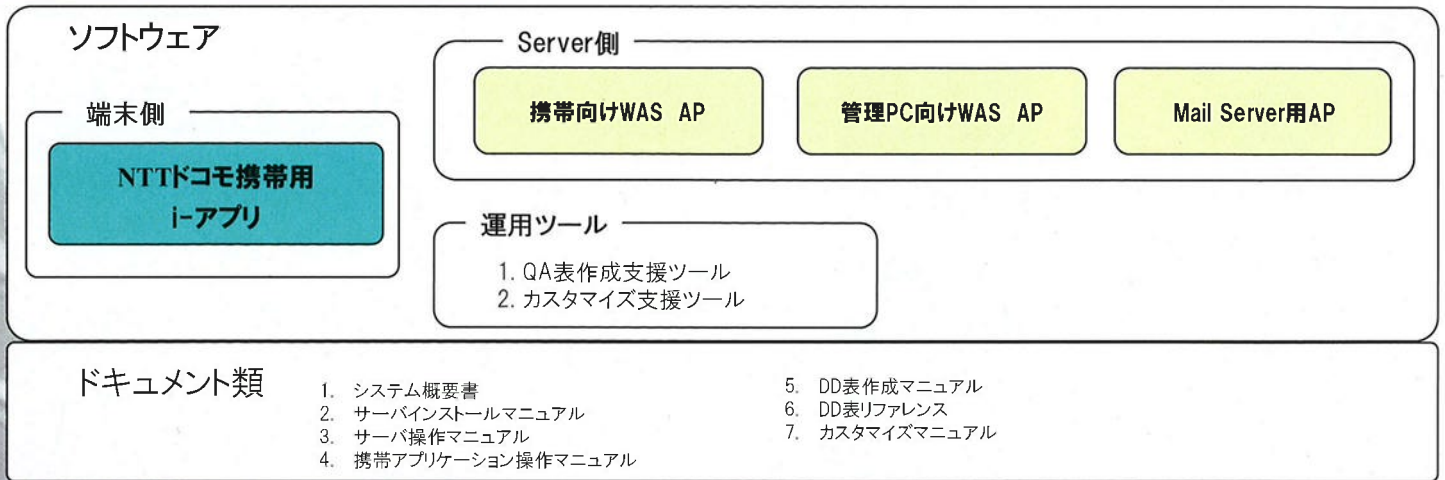 ソフトウェア
Server側
携帯向けWAS AP
管理PC向けWAS AP
Mail Server用AP
端末側
NTTドコモ携帯用
i-アプリ
運用ツール
1. QA表作成支援ツール
2. カスタマイズ支援ツール
ドキュメント類
1. システム概要書
2. サーバインストールマニュアル
3. サーバ操作マニュアル
4. 携帯アプリケーション操作マニュアル
5. DD表作成マニュアル
6. DD表リファレンス
7. カスタマイズマニュアル